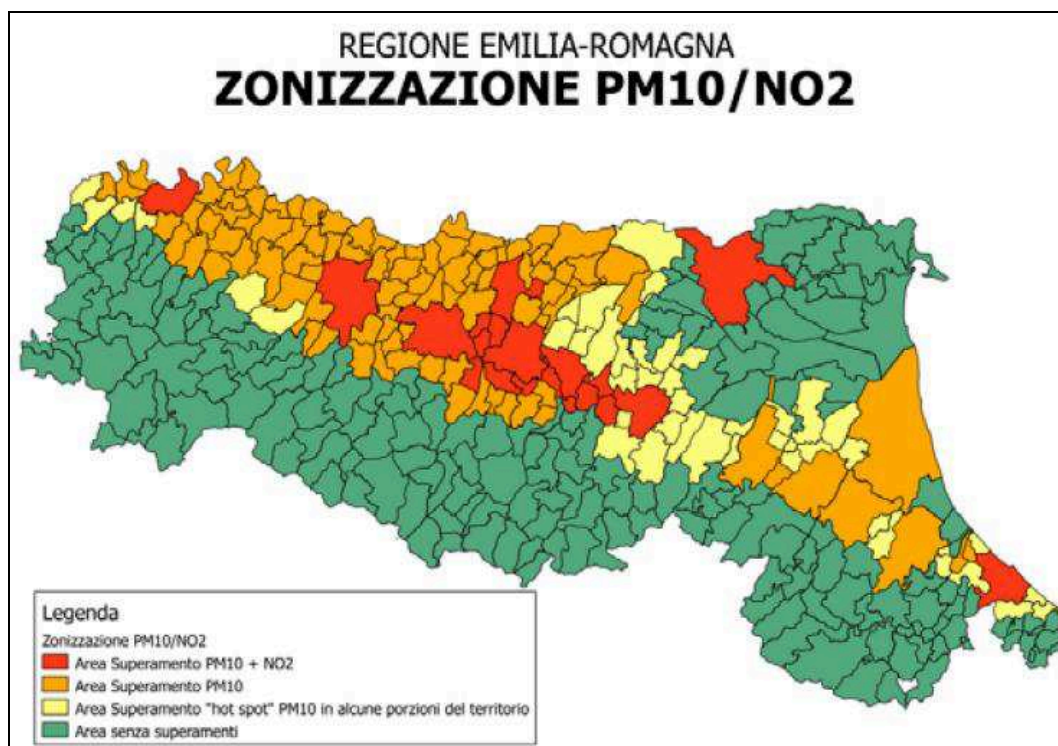 REGIONE EMILIA-ROMAGNA
ZONIZZAZIONE PM10/NO2
Legenda
Zonizzazione PM10/NO2
Area Superamento PM10 + NO2
Area Superamento PM10
Area Superamento "hot spot" PM10 in alcune porzioni del territorio
Area senza superamenti